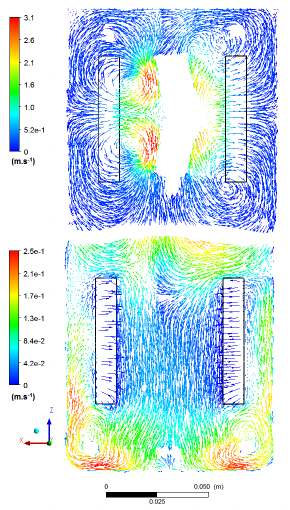 3.1
2.6
2.1
1.6
1.0
5.2e-1
0
(m.s-1)
2.5e-1
2.1e-1
1.7e-1
1.3e-1
8.4e-2
4.2e-2
0
(m.s-1)
Z
X
Y
0 0.050 (m)
0.025